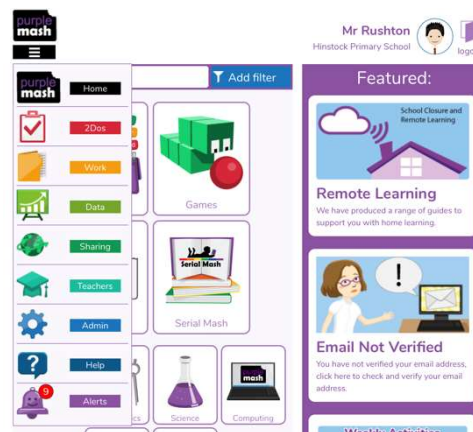 purple
mash
Mr Rushton
Hinstock Primary School
purple
mash
Home
2Dos
Work
Data
Sharing
Teachers
Admin
Help
9
Alerts
Add filter
Games
Serial Mash
Serial Mash
Science
mash
Computing
Featured:
School Closure and
Remote Learning
Remote Learning
We have produced a range of guides to
support you with home learning.
!
Email Not Verified
You have not verified your email address,
click here to check and verify your email
address.
Weekly Activities